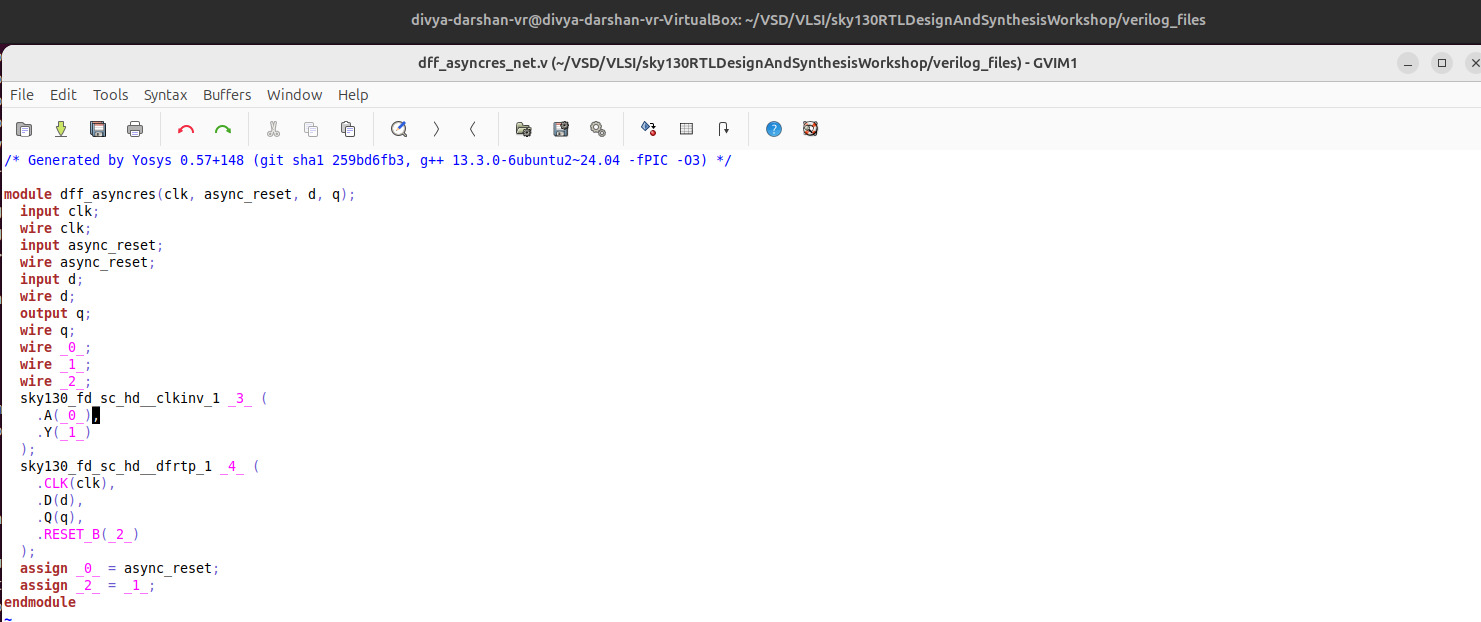 divya-darshan-vr@divya-darshan-vr-VirtualBox: ~/VSD/VLSI/sky130RTLDesignAndSynthesisWorkshop/verilog_files
dff_asyncres_net.v (~/VSD/VLSI/sky130RTLDesignAndSynthesisWorkshop/verilog_files) - GVIM1
File Edit Tools Syntax Buffers Window Help
/* Generated by Yosys 0.57+148 (git sha1 259bd6fb3, g++ 13.3.0-6ubuntu2~24.04 -fPIC -O3) */
module dff_asyncres(clk, async_reset, d, q);
  input clk;
  wire clk;
  input async_reset;
  wire async_reset;
  input d;
  wire d;
  output q;
  wire q;
  wire _0_;
  wire _1_;
  wire _2_;
  sky130_fd_sc_hd__clkinv_1 _3_ (
    .A(_0_),
    .Y(_1_)
  );
  sky130_fd_sc_hd__dfrtp_1 _4_ (
    .CLK(clk),
    .D(d),
    .Q(q),
    .RESET_B(_2_)
  );
  assign _0_ = async_reset;
  assign _2_ = _1_;
endmodule
~